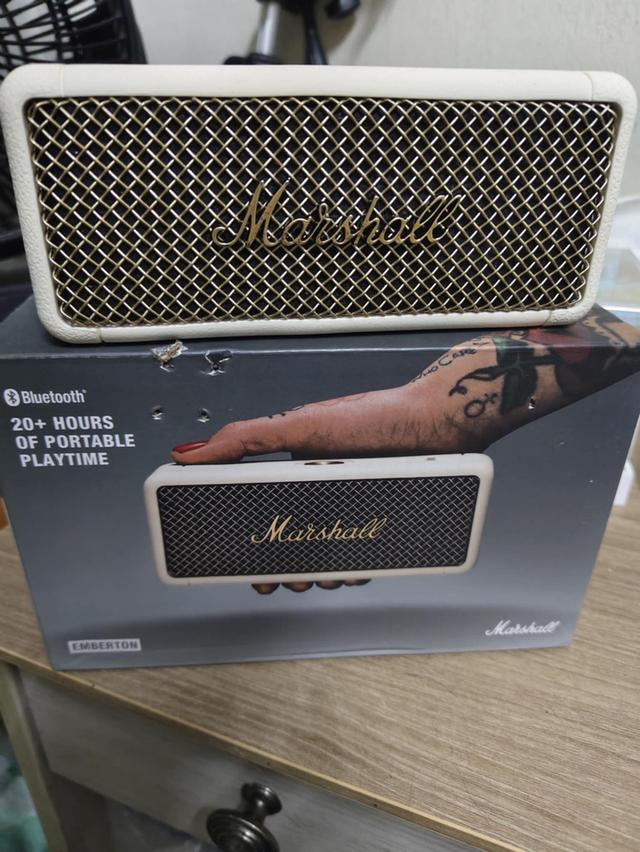 Marshall
Bluetooth®
20+ HOURS
OF PORTABLE
PLAYTIME
Marshall
EMBERTON
Marshall